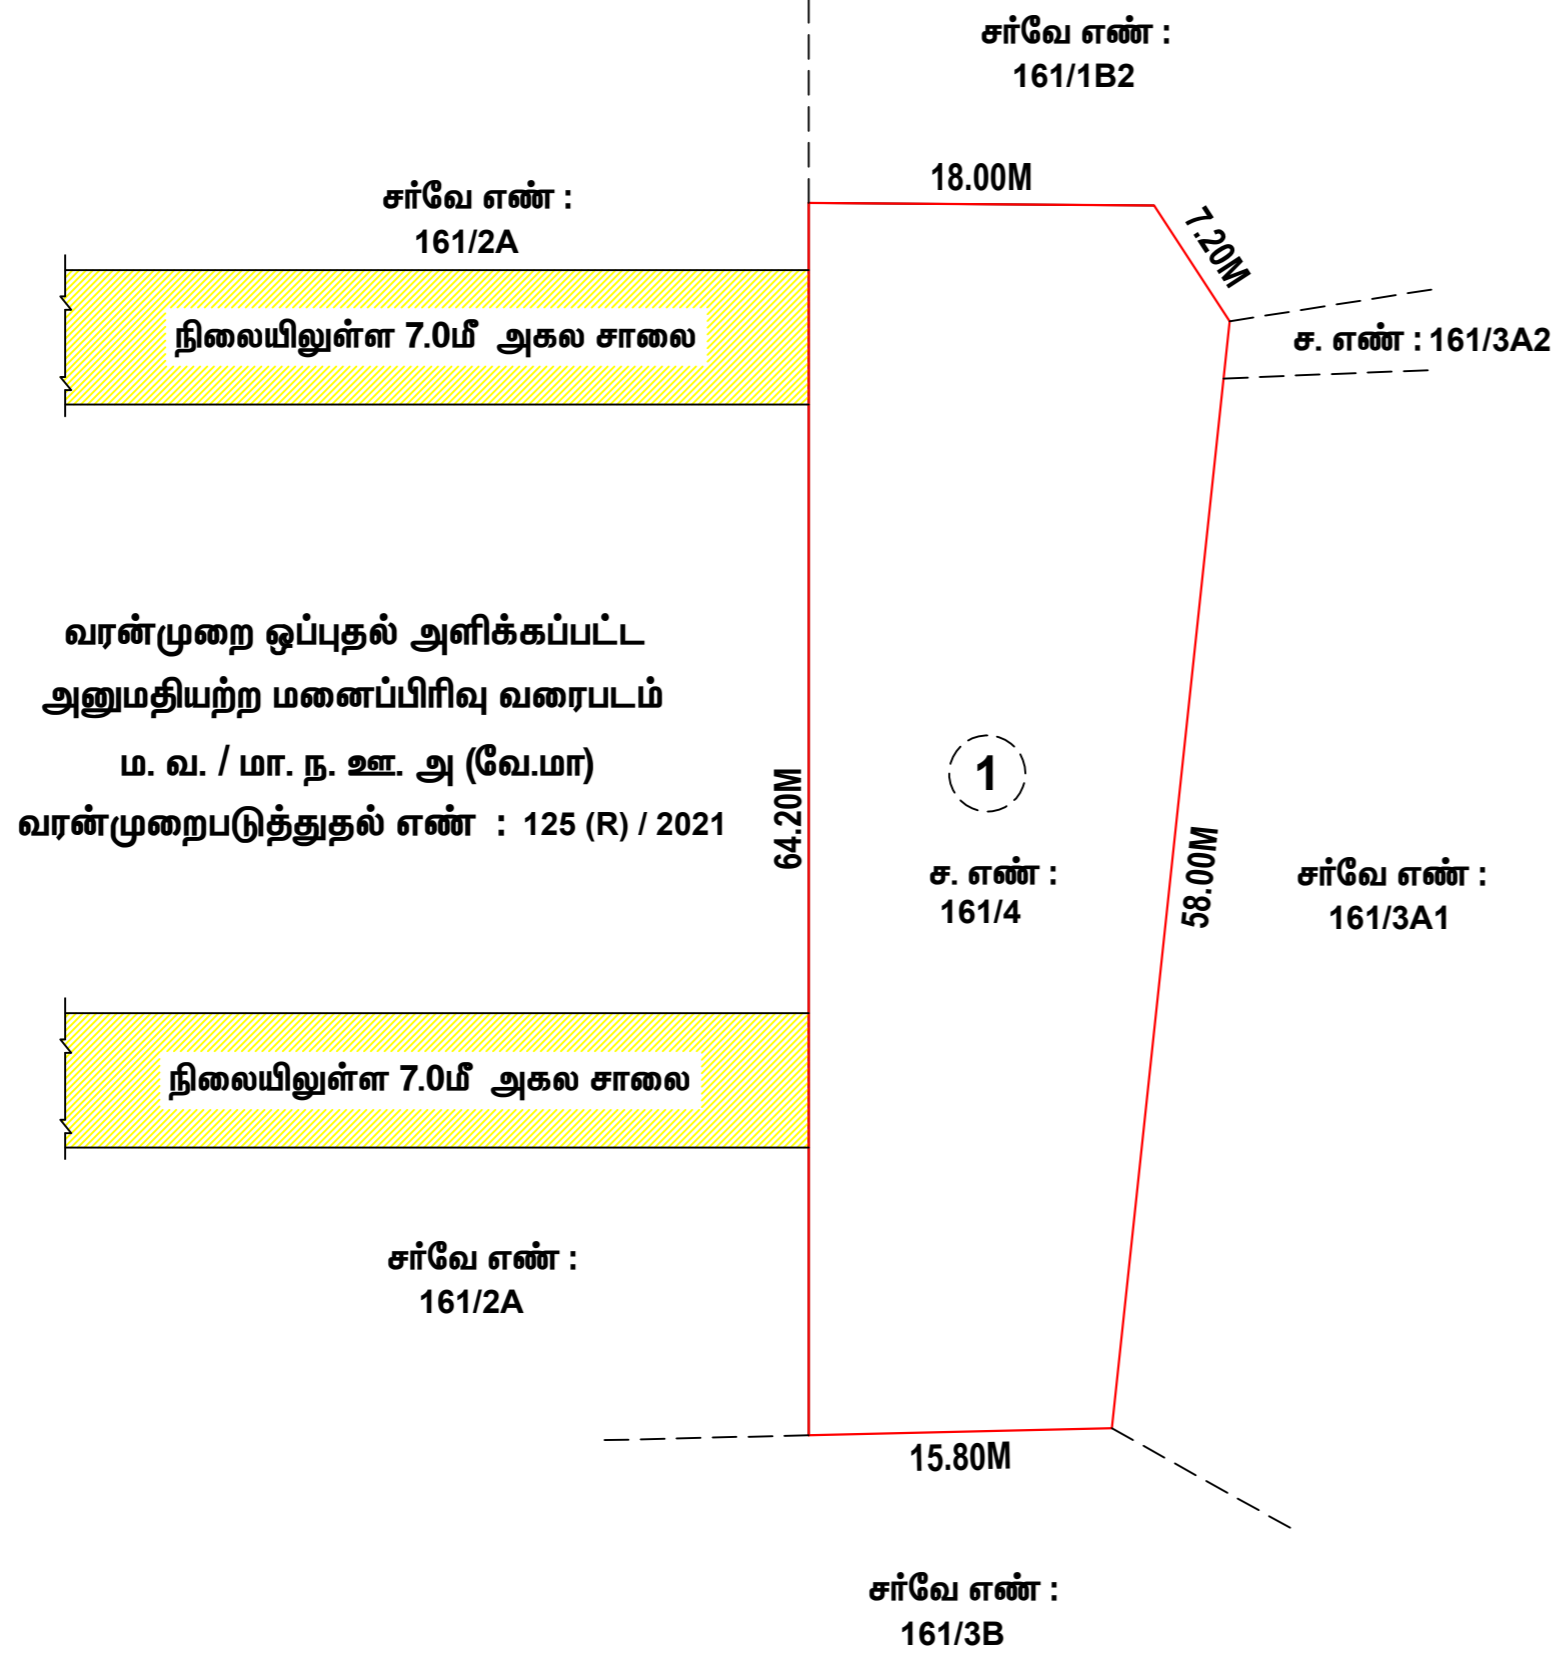 சர்வே எண் :
161/1B2
18.00M
7.20M
சர்வே எண் :
161/2A
நிலையிலுள்ள 7.0மீ அகல சாலை
ச. எண் : 161/3A2
வரன்முறை ஒப்புதல் அளிக்கப்பட்ட
அனுமதியற்ற மனைப்பிரிவு வரைபடம்
ம. வ. / மா. ந. ஊ. அ (வே.மா)
வரன்முறைபடுத்துதல் எண் : 125 (R) / 2021
64.20M
1
ச. எண் :
161/4
58.00M
சர்வே எண் :
161/3A1
நிலையிலுள்ள 7.0மீ அகல சாலை
சர்வே எண் :
161/2A
15.80M
சர்வே எண் :
161/3B